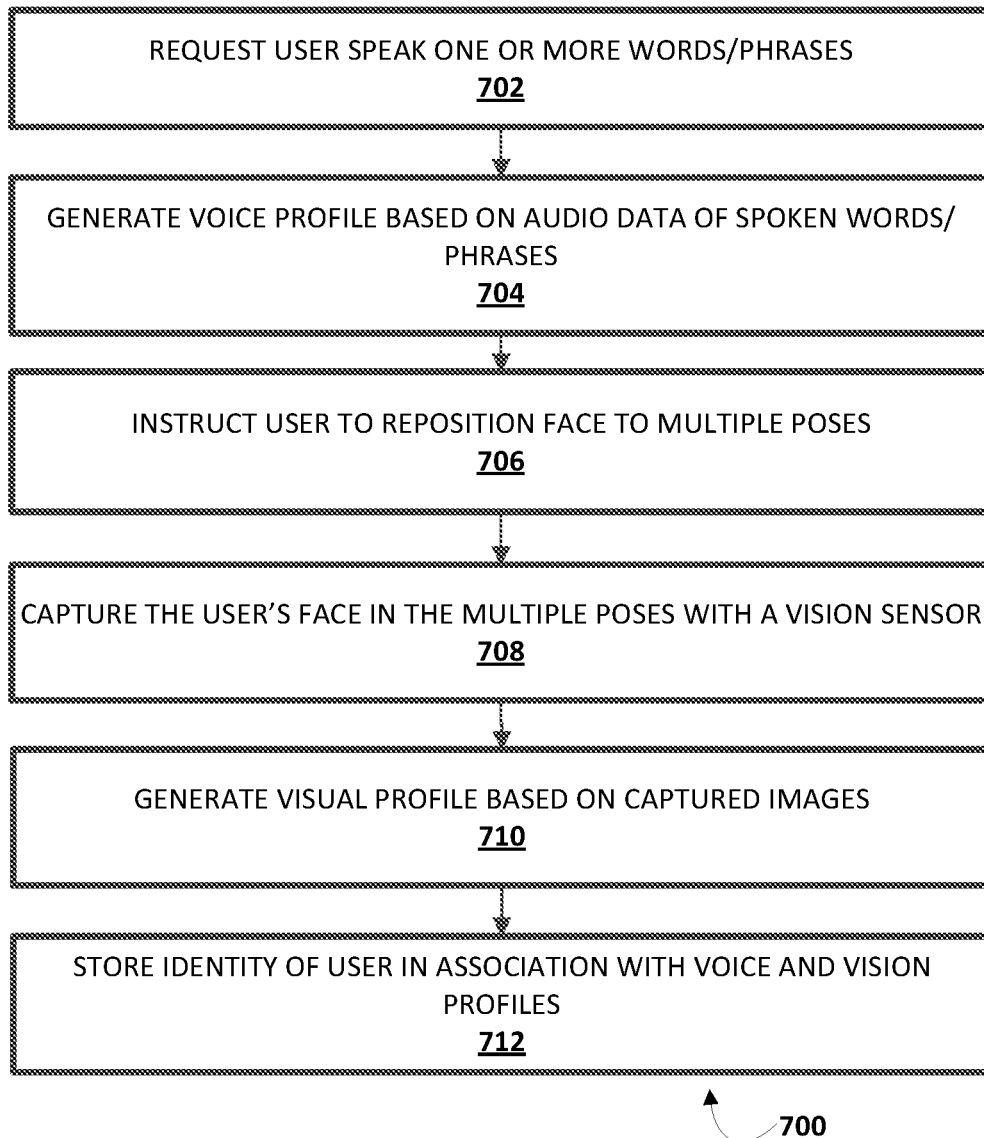 REQUEST USER SPEAK ONE OR MORE WORDS/PHRASES
702
GENERATE VOICE PROFILE BASED ON AUDIO DATA OF SPOKEN WORDS/
PHRASES
704
INSTRUCT USER TO REPOSITION FACE TO MULTIPLE POSES
706
CAPTURE THE USER’S FACE IN THE MULTIPLE POSES WITH A VISION SENSOR
708
GENERATE VISUAL PROFILE BASED ON CAPTURED IMAGES
710
STORE IDENTITY OF USER IN ASSOCIATION WITH VOICE AND VISION
PROFILES
712
700